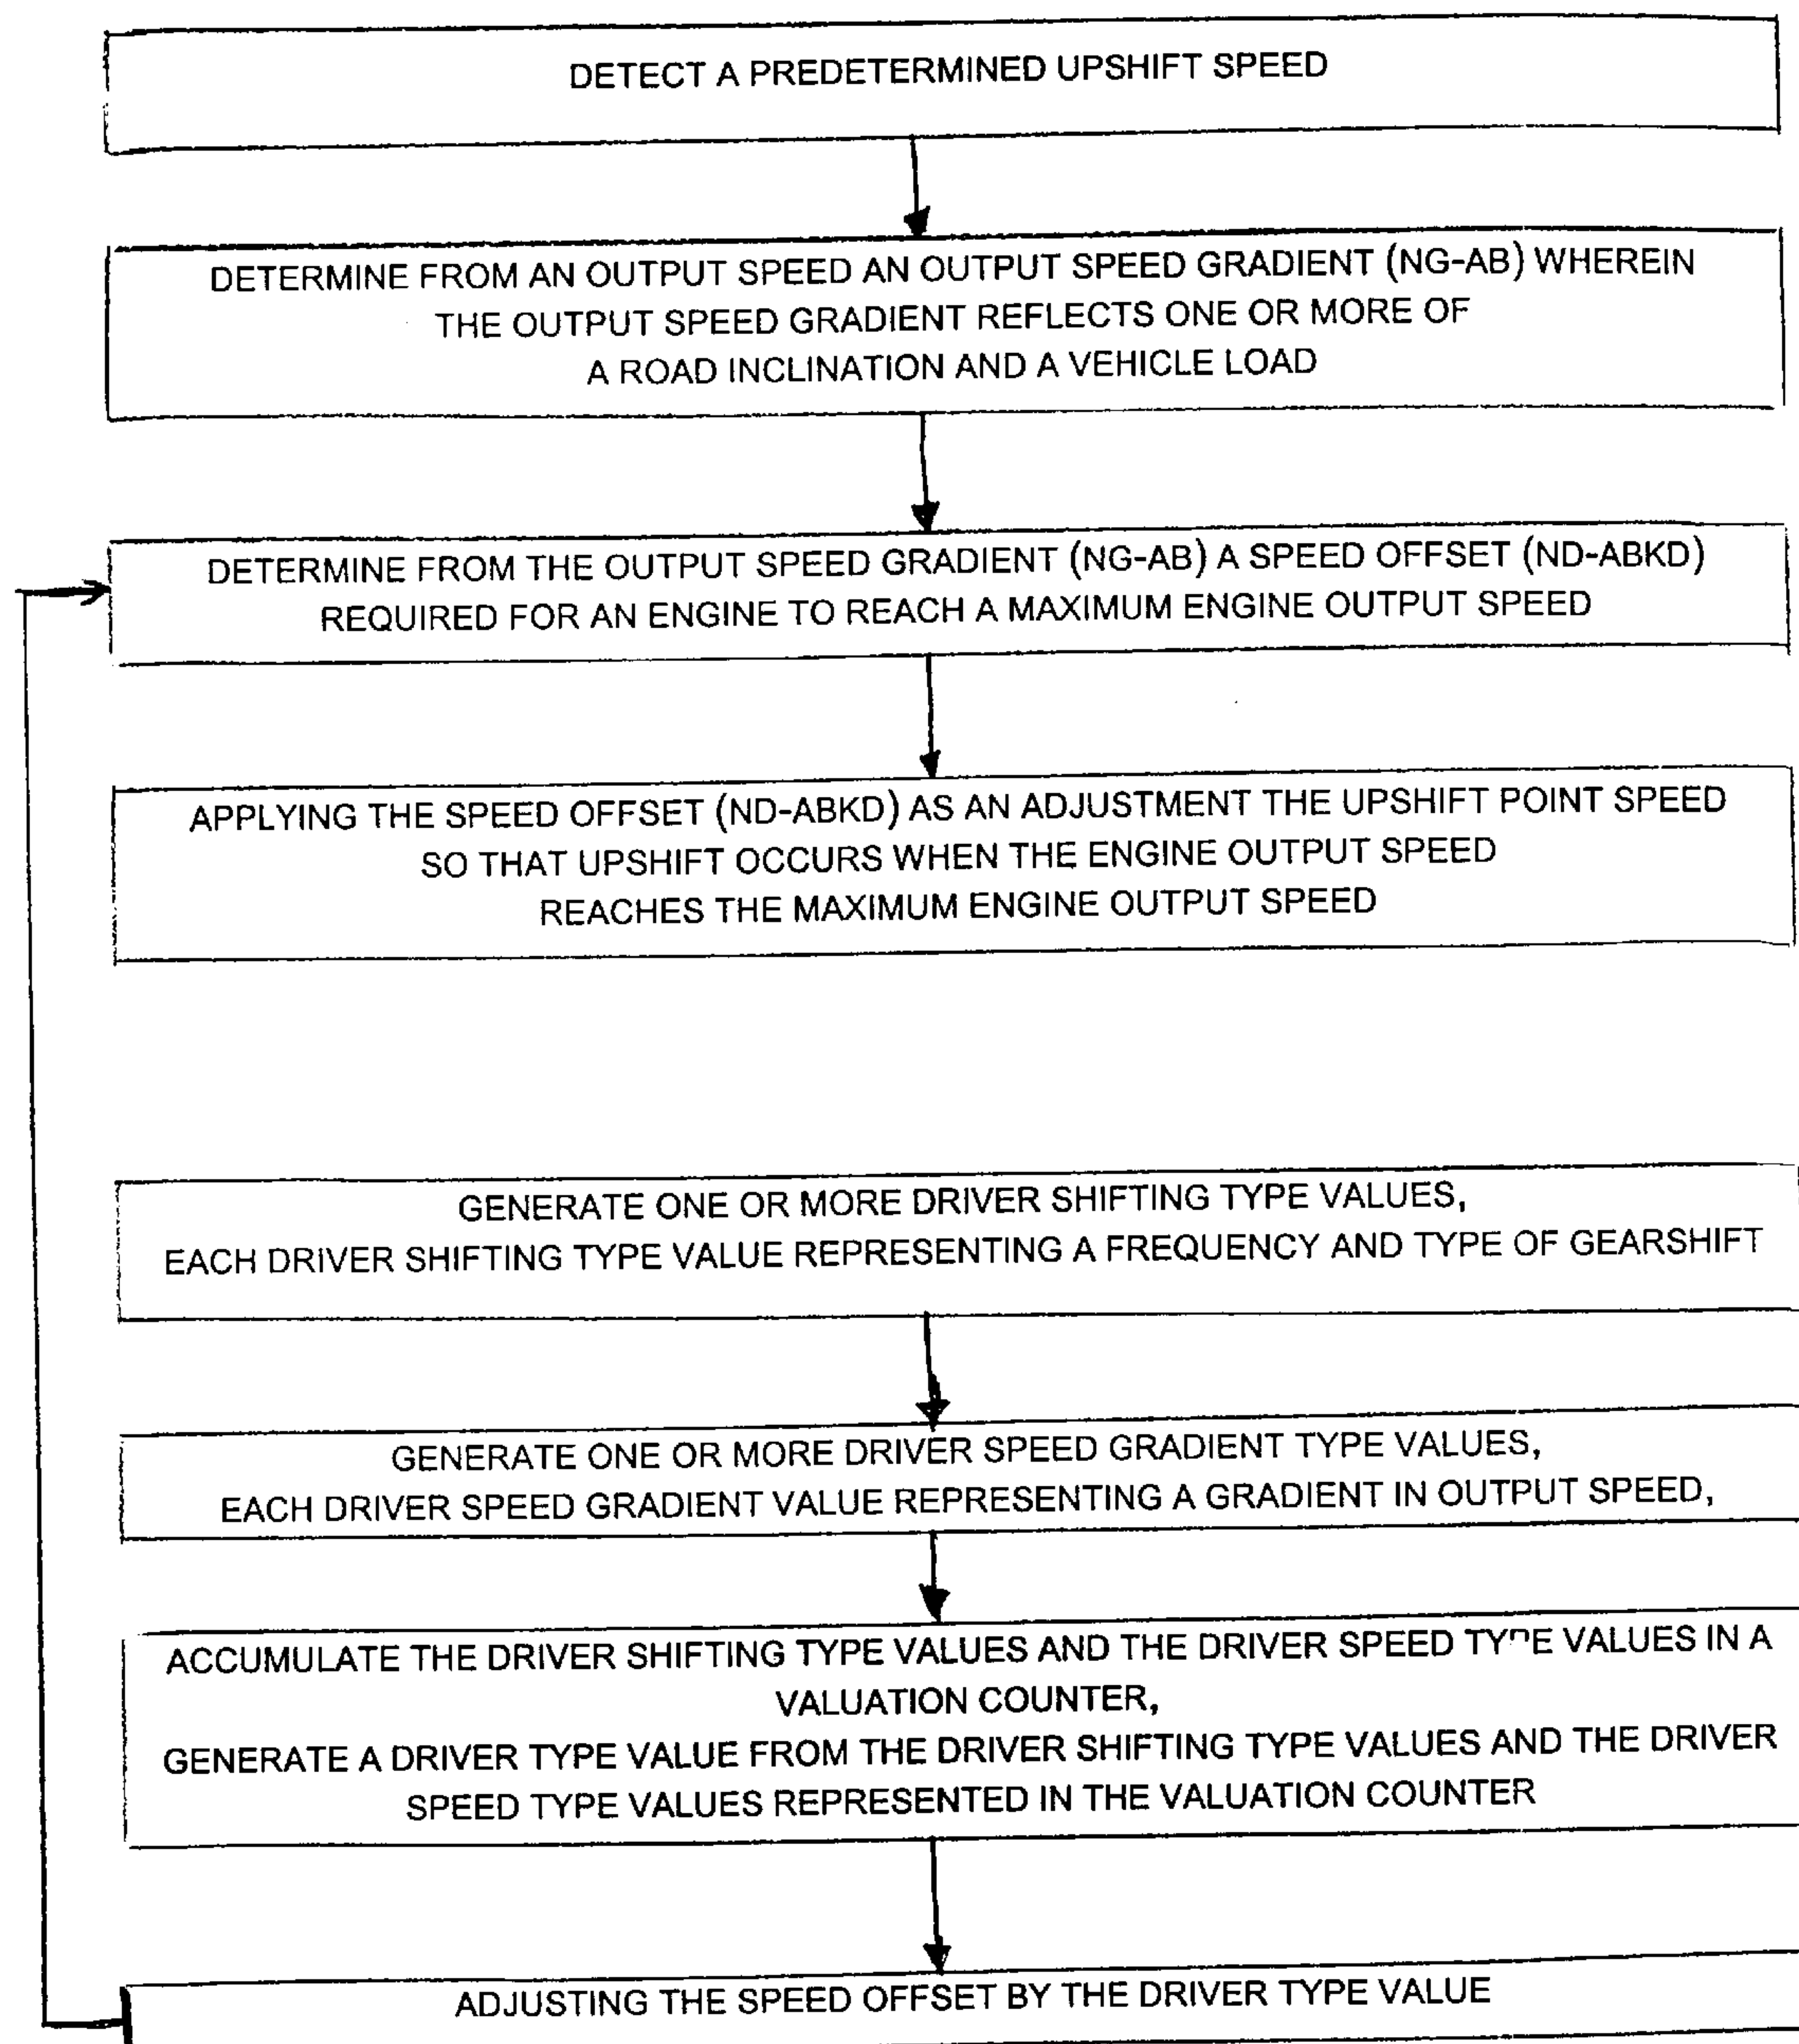 DETECT A PREDETERMINED UPSHIFT SPEED
DETERMINE FROM AN OUTPUT SPEED AN OUTPUT SPEED GRADIENT (NG-AB) WHEREIN
THE OUTPUT SPEED GRADIENT REFLECTS ONE OR MORE OF
A ROAD INCLINATION AND A VEHICLE LOAD
DETERMINE FROM THE OUTPUT SPEED GRADIENT (NG-AB) A SPEED OFFSET (ND-ABKD)
REQUIRED FOR AN ENGINE TO REACH A MAXIMUM ENGINE OUTPUT SPEED
APPLYING THE SPEED OFFSET (ND-ABKD) AS AN ADJUSTMENT THE UPSHIFT POINT SPEED
SO THAT UPSHIFT OCCURS WHEN THE ENGINE OUTPUT SPEED
REACHES THE MAXIMUM ENGINE OUTPUT SPEED
GENERATE ONE OR MORE DRIVER SHIFTING TYPE VALUES,
EACH DRIVER SHIFTING TYPE VALUE REPRESENTING A FREQUENCY AND TYPE OF GEARSHIFT
GENERATE ONE OR MORE DRIVER SPEED GRADIENT TYPE VALUES,
EACH DRIVER SPEED GRADIENT VALUE REPRESENTING A GRADIENT IN OUTPUT SPEED,
ACCUMULATE THE DRIVER SHIFTING TYPE VALUES AND THE DRIVER SPEED TYPE VALUES IN A
VALUATION COUNTER,
GENERATE A DRIVER TYPE VALUE FROM THE DRIVER SHIFTING TYPE VALUES AND THE DRIVER
SPEED TYPE VALUES REPRESENTED IN THE VALUATION COUNTER
ADJUSTING THE SPEED OFFSET BY THE DRIVER TYPE VALUE